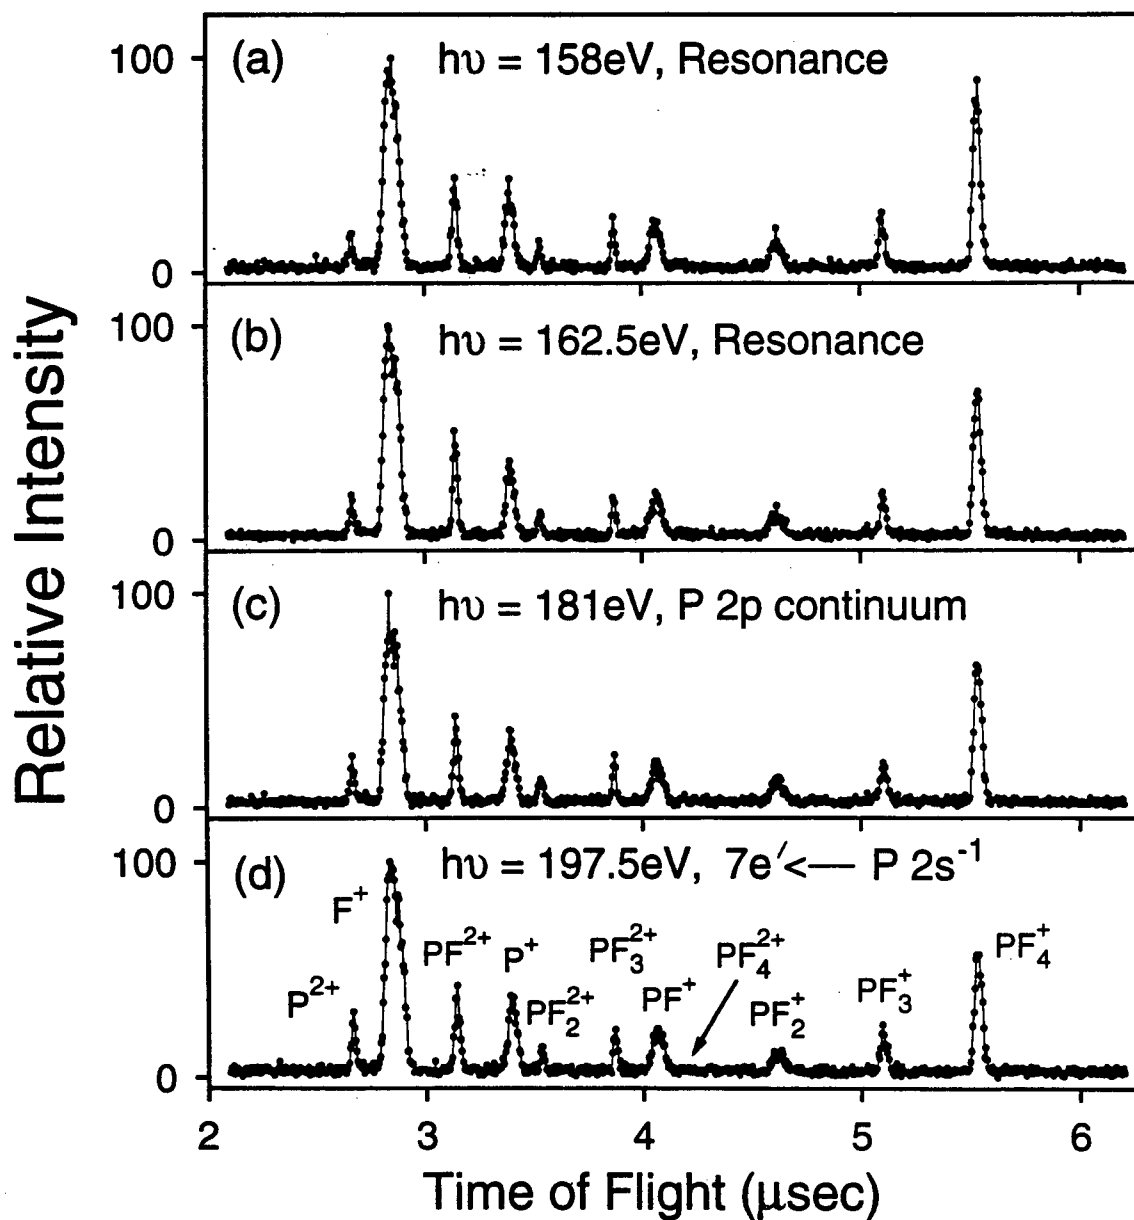 Relative Intensity
(a) hυ = 158eV, Resonance
100
0
(b) hυ = 162.5eV, Resonance
100
0
(c) hυ = 181eV, P 2p continuum
100
0
(d) hυ = 197.5eV, 7e′<— P 2s⁻¹
100
0
F⁺
P²⁺
PF²⁺
P⁺
PF₂²⁺
PF₃²⁺
PF⁺
PF₄²⁺
PF₂⁺
PF₃⁺
PF₄⁺
2 3 4 5 6
Time of Flight (μsec)